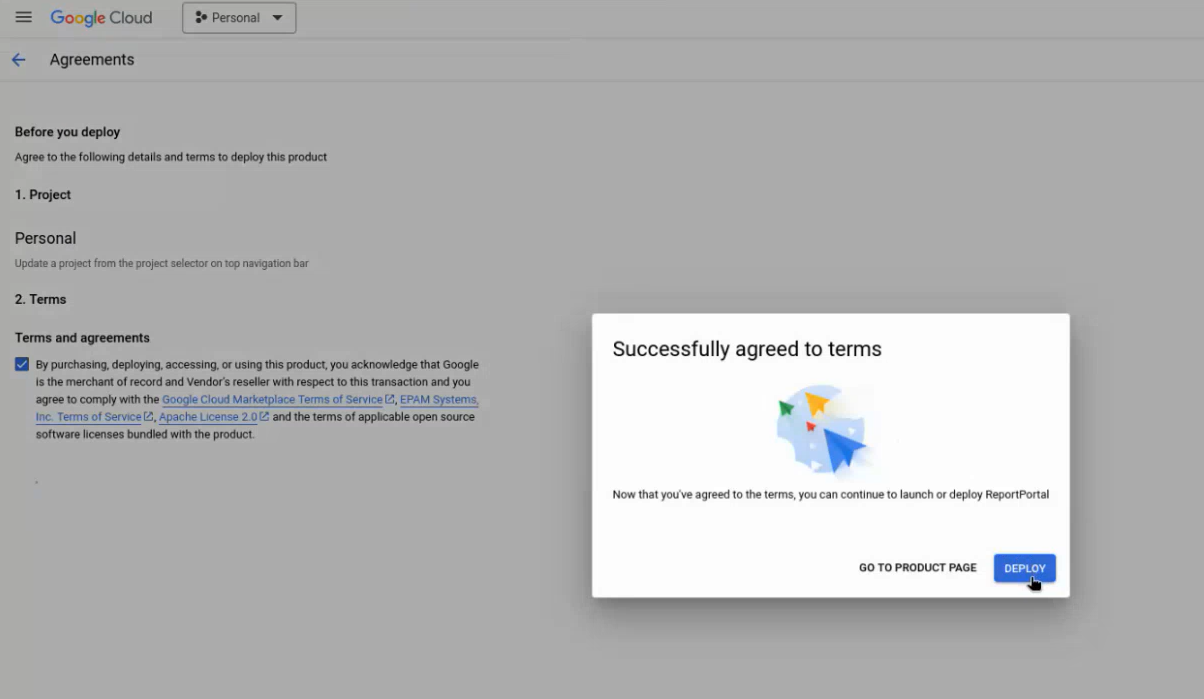 Google Cloud
Personal
Agreements
Before you deploy
Agree to the following details and terms to deploy this product
1. Project
Personal
Update a project from the project selector on top navigation bar
2. Terms
Terms and agreements
By purchasing, deploying, accessing, or using this product, you acknowledge that Google
is the merchant of record and Vendor's reseller with respect to this transaction and you
agree to comply with the Google Cloud Marketplace Terms of Service, EPAM Systems,
Inc. Terms of Service, Apache License 2.0 and the terms of applicable open source
software licenses bundled with the product.
Successfully agreed to terms
Now that you've agreed to the terms, you can continue to launch or deploy ReportPortal
GO TO PRODUCT PAGE
DEPLOY